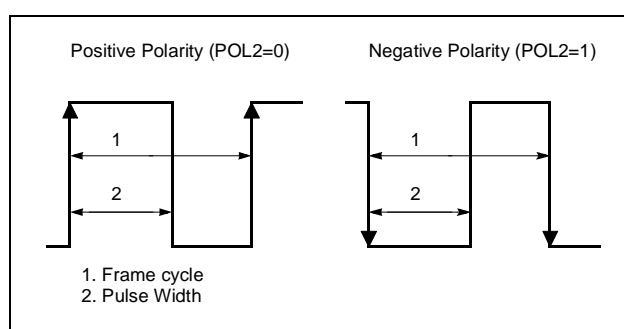 Positive Polarity (POL2=0)
Negative Polarity (POL2=1)
1
1
2
2
1. Frame cycle
2. Pulse Width